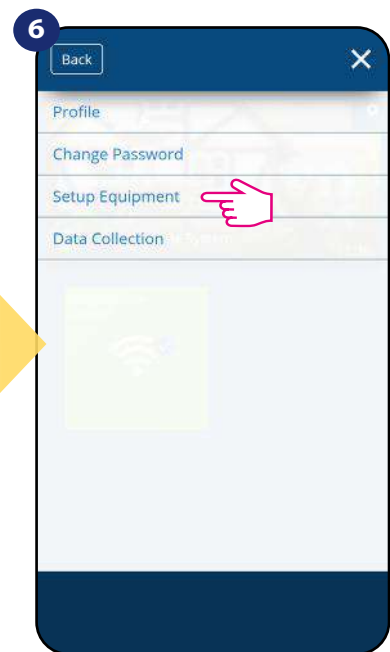 6
Back
Profile
Change Password
Setup Equipment
Data Collection